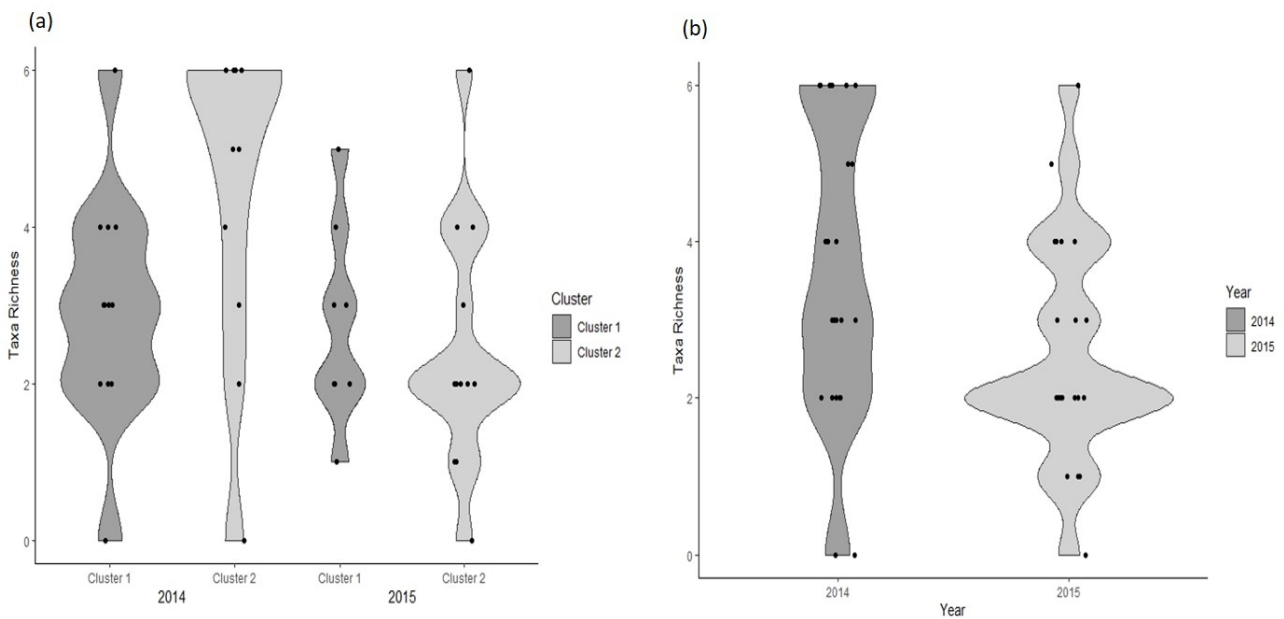 (a)
Taxa Richness
6
4
2
0
Cluster 1
Cluster 2
Cluster 1
Cluster 2
2014
2015
Cluster
Cluster 1
Cluster 2
(b)
Taxa Richness
6
4
2
0
2014
2015
Year
Year
2014
2015